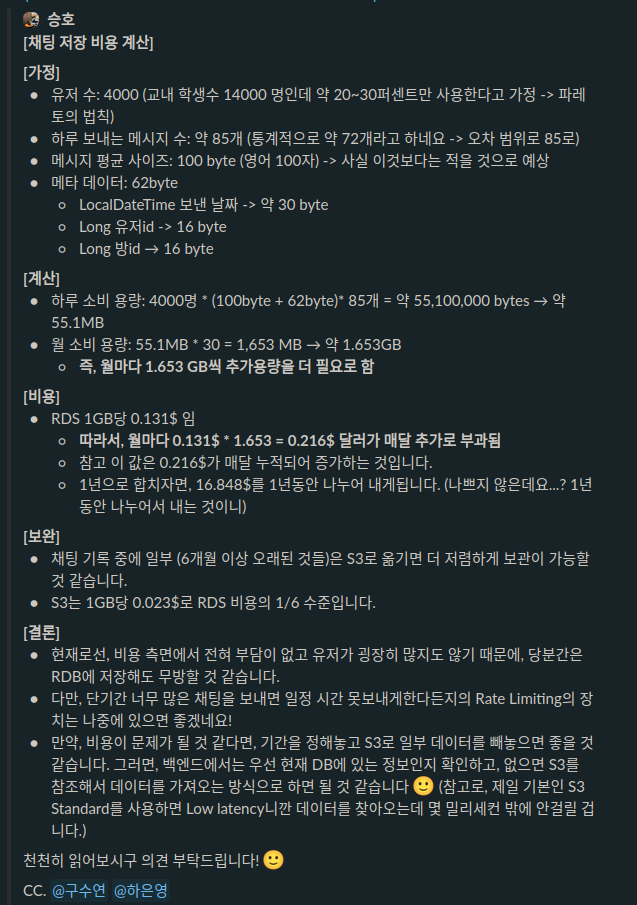 승호
[채팅 저장 비용 계산]
[가정]
● 유저 수: 4000 (교내 학생수 14000 명인데 약 20~30퍼센트만 사용한다고 가정 -> 파레
토의 법칙)
● 하루 보내는 메시지 수: 약 85개 (통계적으로 약 72개라고 하네요 -> 오차 범위로 85로)
● 메시지 평균 사이즈: 100 byte (영어 100자) -> 사실 이것보다는 적을 것으로 예상
● 메타 데이터: 62byte
○ LocalDateTime 보낸 날짜 -> 약 30 byte
○ Long 유저id -> 16 byte
○ Long 방id → 16 byte
[계산]
● 하루 소비 용량: 4000명 * (100byte + 62byte)* 85개 = 약 55,100,000 bytes → 약
55.1MB
● 월 소비 용량: 55.1MB * 30 = 1,653 MB → 약 1.653GB
○ 즉, 월마다 1.653 GB씩 추가용량을 더 필요로 함
[비용]
● RDS 1GB당 0.131$ 임
○ 따라서, 월마다 0.131$ * 1.653 = 0.216$ 달러가 매달 추가로 부과됨
○ 참고 이 값은 0.216$가 매달 누적되어 증가하는 것입니다.
○ 1년으로 합치자면, 16.848$를 1년동안 나누어 내게됩니다. (나쁘지 않은데요...? 1년
동안 나누어서 내는 것이니)
[보완]
● 채팅 기록 중에 일부 (6개월 이상 오래된 것들)은 S3로 옮기면 더 저렴하게 보관이 가능할
것 같습니다.
● S3는 1GB당 0.023$로 RDS 비용의 1/6 수준입니다.
[결론]
● 현재로선, 비용 측면에서 전혀 부담이 없고 유저가 굉장히 많지도 않기 때문에, 당분간은
RDB에 저장해도 무방할 것 같습니다.
● 다만, 단기간 너무 많은 채팅을 보내면 일정 시간 못보내게한다든지의 Rate Limiting의 장
치는 나중에 있으면 좋겠네요!
● 만약, 비용이 문제가 될 것 같다면, 기간을 정해놓고 S3로 일부 데이터를 빼놓으면 좋을 것
같습니다. 그러면, 백엔드에서는 우선 현재 DB에 있는 정보인지 확인하고, 없으면 S3를
참조해서 데이터를 가져오는 방식으로 하면 될 것 같습니다 🙂 (참고로, 제일 기본인 S3
Standard를 사용하면 Low latency니깐 데이터를 찾아오는데 몇 밀리세컨 밖에 안걸릴 겁
니다.)
천천히 읽어보시구 의견 부탁드립니다! 🙂
CC. @구수연 @하은영